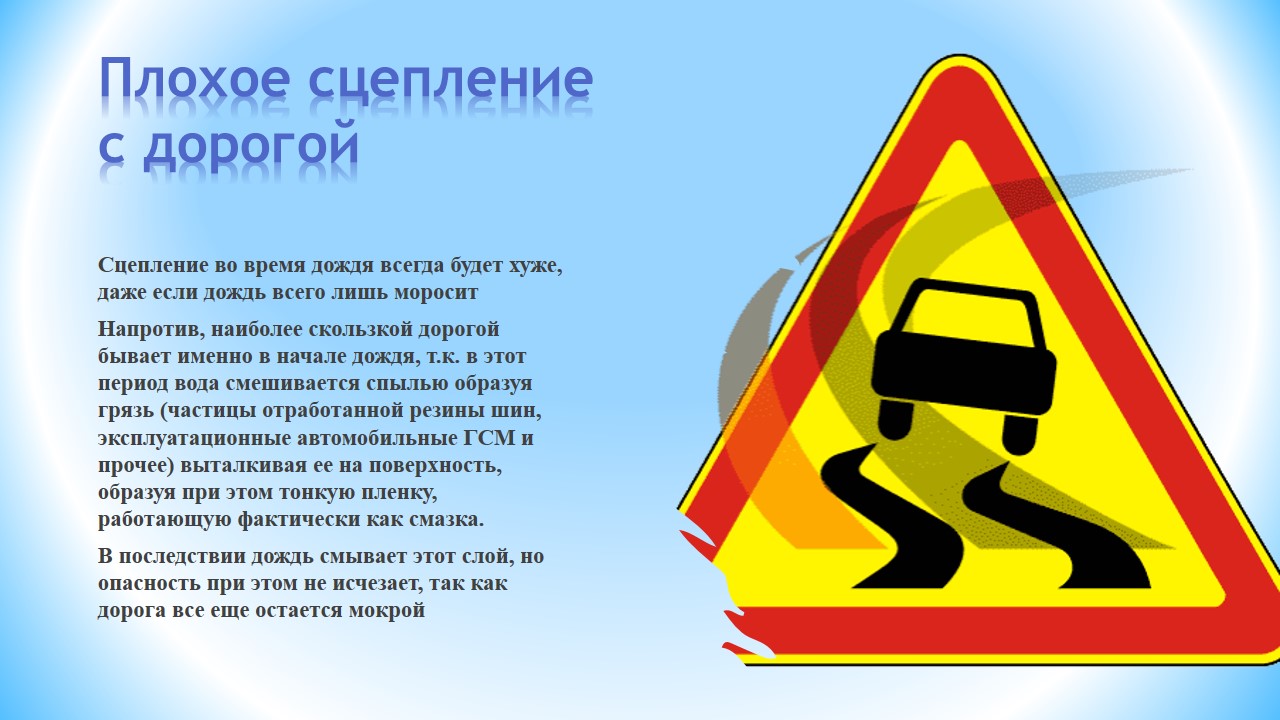 Плохое сцепление
с дорогой
Сцепление во время дождя всегда будет хуже,
даже если дождь всего лишь моросит
Напротив, наиболее скользкой дорогой
бывает именно в начале дождя, т.к. в этот
период вода смешивается спылью образуя
грязь (частицы отработанной резины шин,
эксплуатационные автомобильные ГСМ и
прочее) выталкивая ее на поверхность,
образуя при этом тонкую пленку,
работающую фактически как смазка.
В последствии дождь смывает этот слой, но
опасность при этом не исчезает, так как
дорога все еще остается мокрой